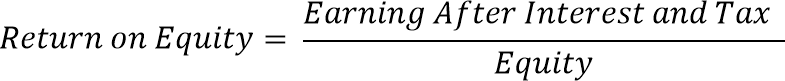 Return on Equity = Earning After Interest and Tax / Equity